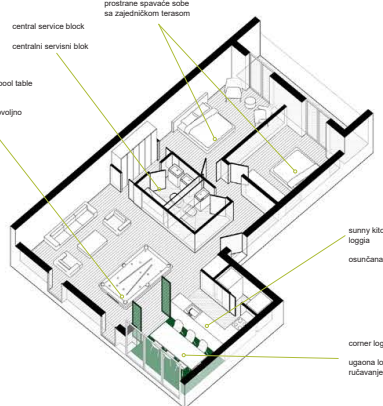 prostrane spavaće sobe
sa zajedničkom terasom
central service block
centralni servisni blok
pool table
ovoljno
sunny kitc
loggia
osunčana
corner log
ugaona lo
ručavanje